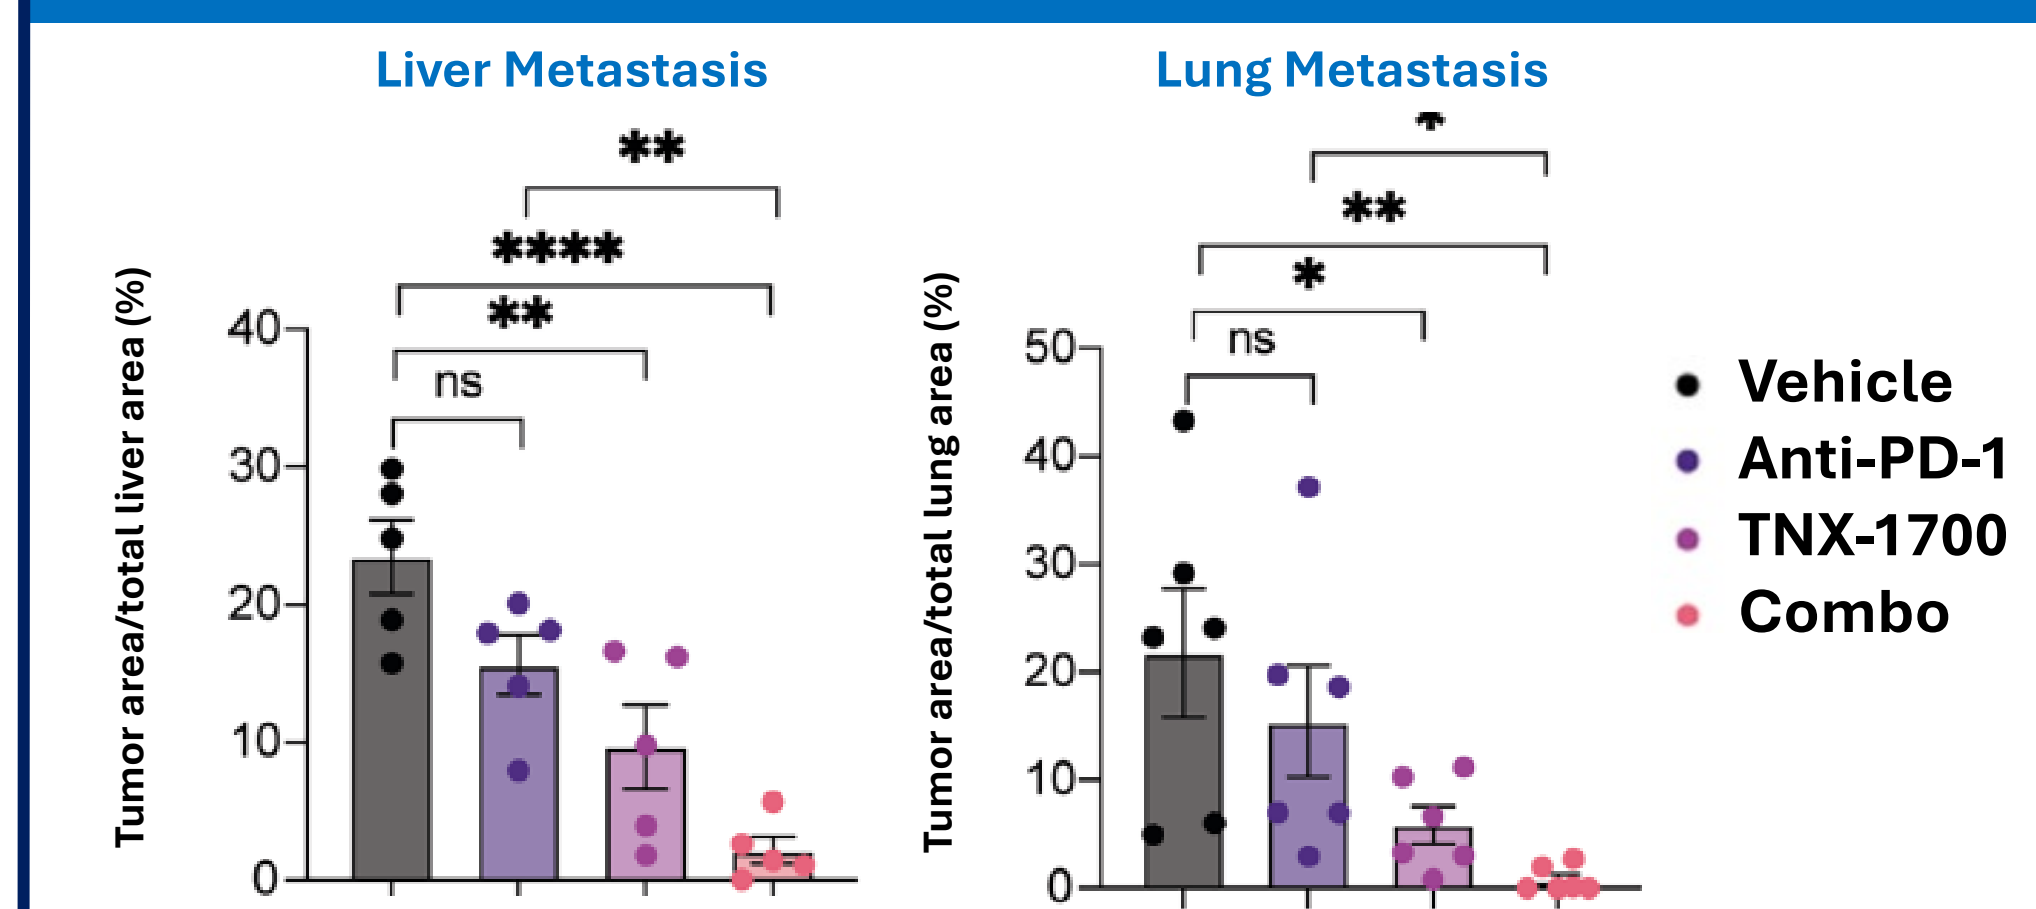 Liver Metastasis
**
****
**
ns
Tumor area/total liver area (%)
40
30
20
10
0
Lung Metastasis
*
**
*
ns
Tumor area/total lung area (%)
50
40
30
20
10
0
Vehicle
Anti-PD-1
TNX-1700
Combo